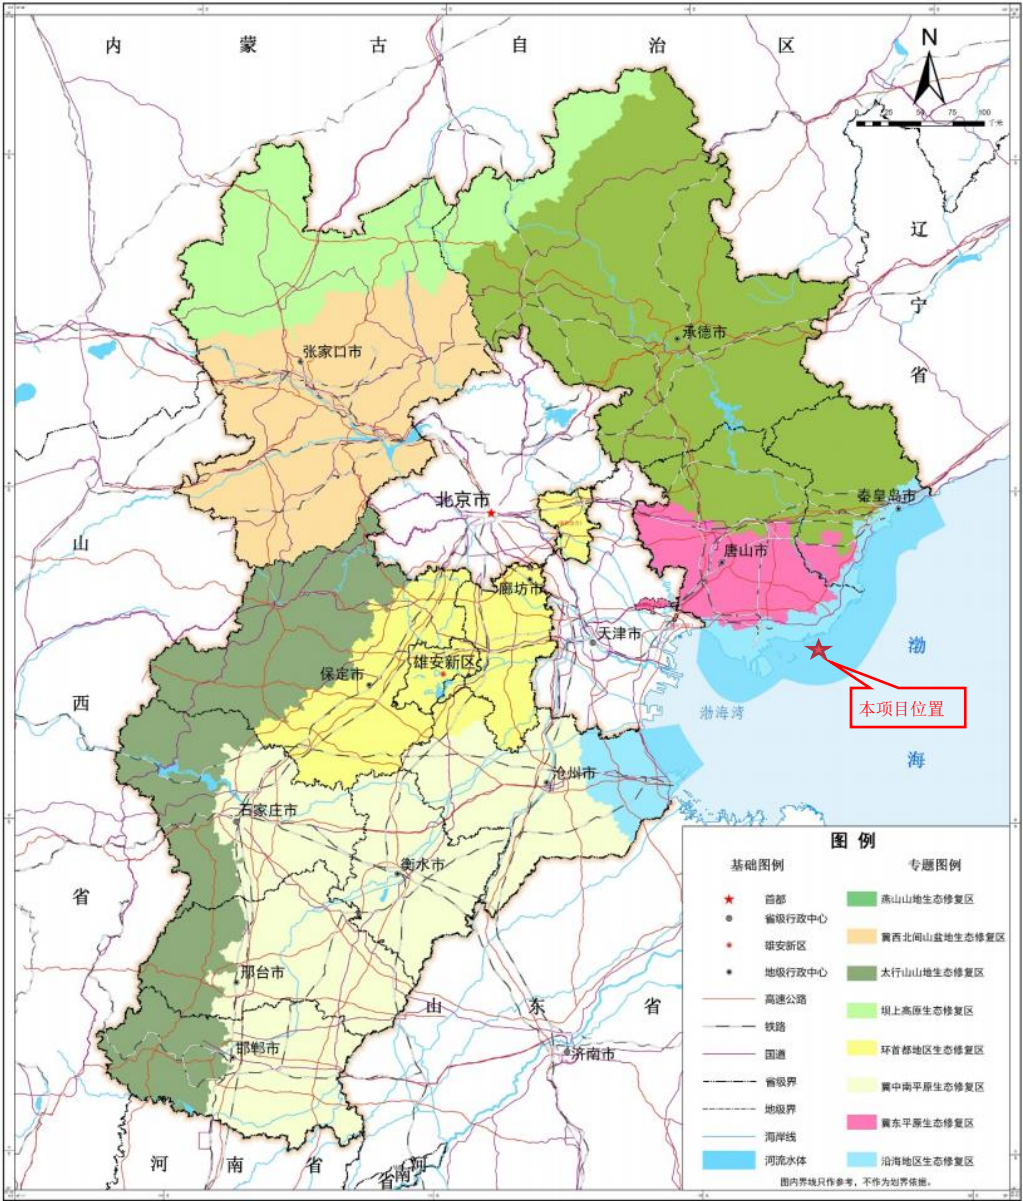 内 蒙 古 自 治 区
N
0 25 50 75 100
千米
辽
宁
省
承德市
张家口市
秦皇岛市
北京市
山
唐山市
廊坊市
天津市
雄安新区
保定市
渤
西
本项目位置
渤海湾
海
沧州市
石家庄市
衡水市
省
邢台市
山 东 省
邯郸市
济南市
河 南 省
河
南
省
图 例
基础图例
专题图例
首都
省级行政中心
雄安新区
地级行政中心
高速公路
铁路
国道
省级界
地级界
海岸线
河流水体
燕山山地生态修复区
冀西北间山盆地生态修复区
太行山山地生态修复区
坝上高原生态修复区
环首都地区生态修复区
冀中南平原生态修复区
冀东平原生态修复区
沿海地区生态修复区
图内界线只作参考，不作为划界依据。